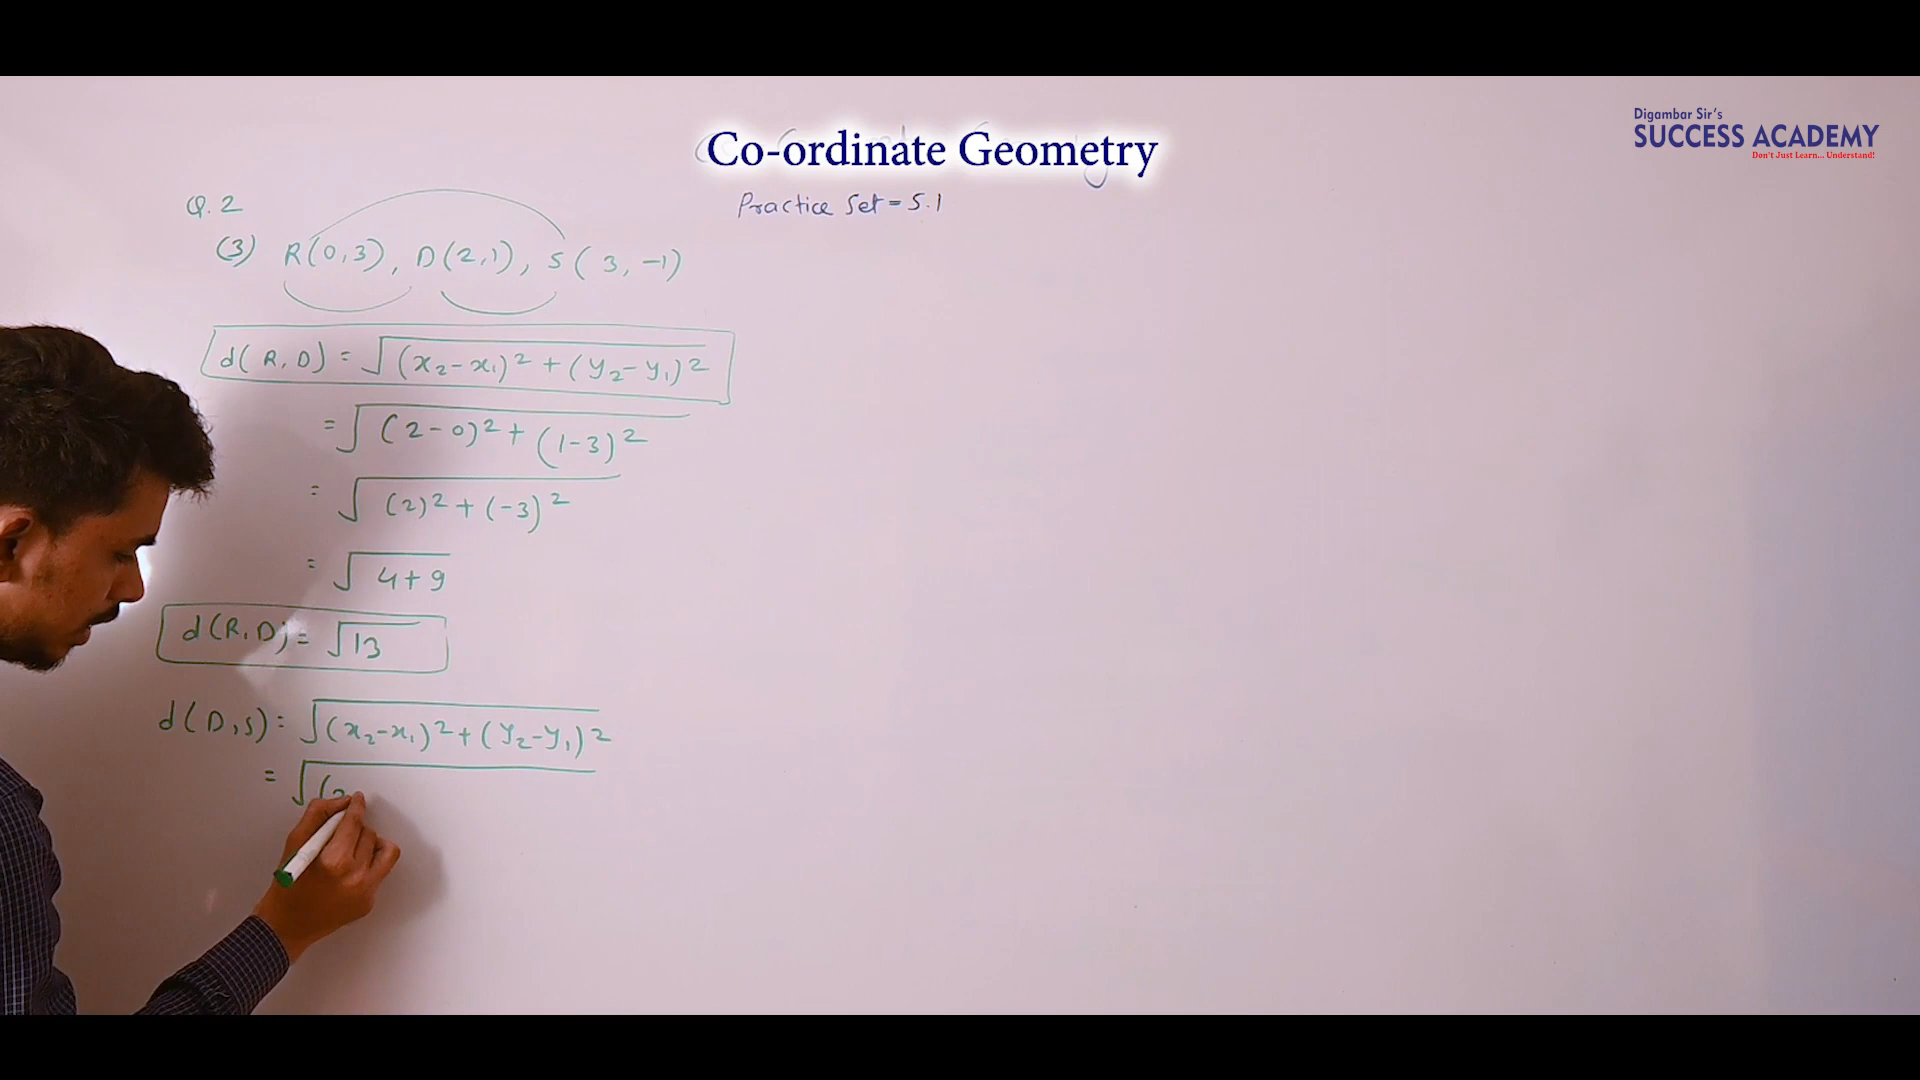 Digambar Sir's
SUCCESS ACADEMY
Don't Just Learn... Understand!
Co-ordinate Geometry
Practice Set = 5.1
Q. 2
(3) R(0,3), D(2,1), S(3, -1)
d(R, D) = √(x₂-x₁)² + (y₂-y₁)²
= √(2-0)² + (1-3)²
= √(2)² + (-3)²
= √4+9
d(R, D) = √13
d(D, S) = √(x₂-x₁)² + (y₂-y₁)²
= √(